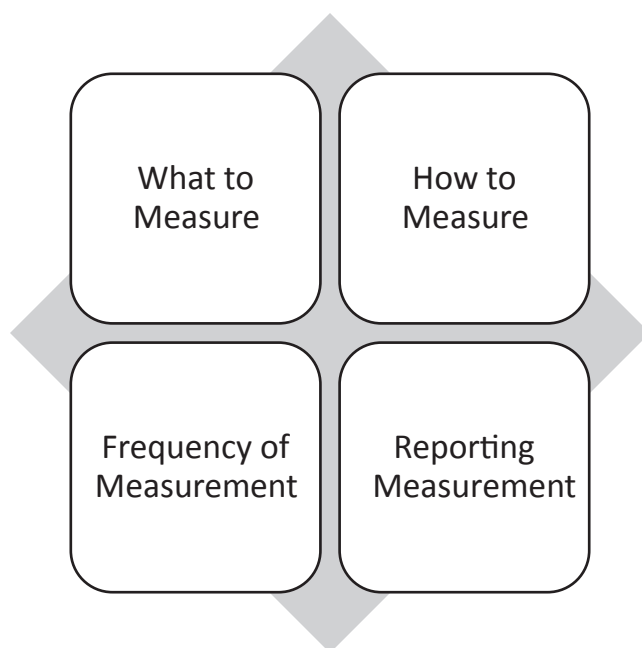 What to
Measure
How to
Measure
Frequency of
Measurement
Reporting
Measurement